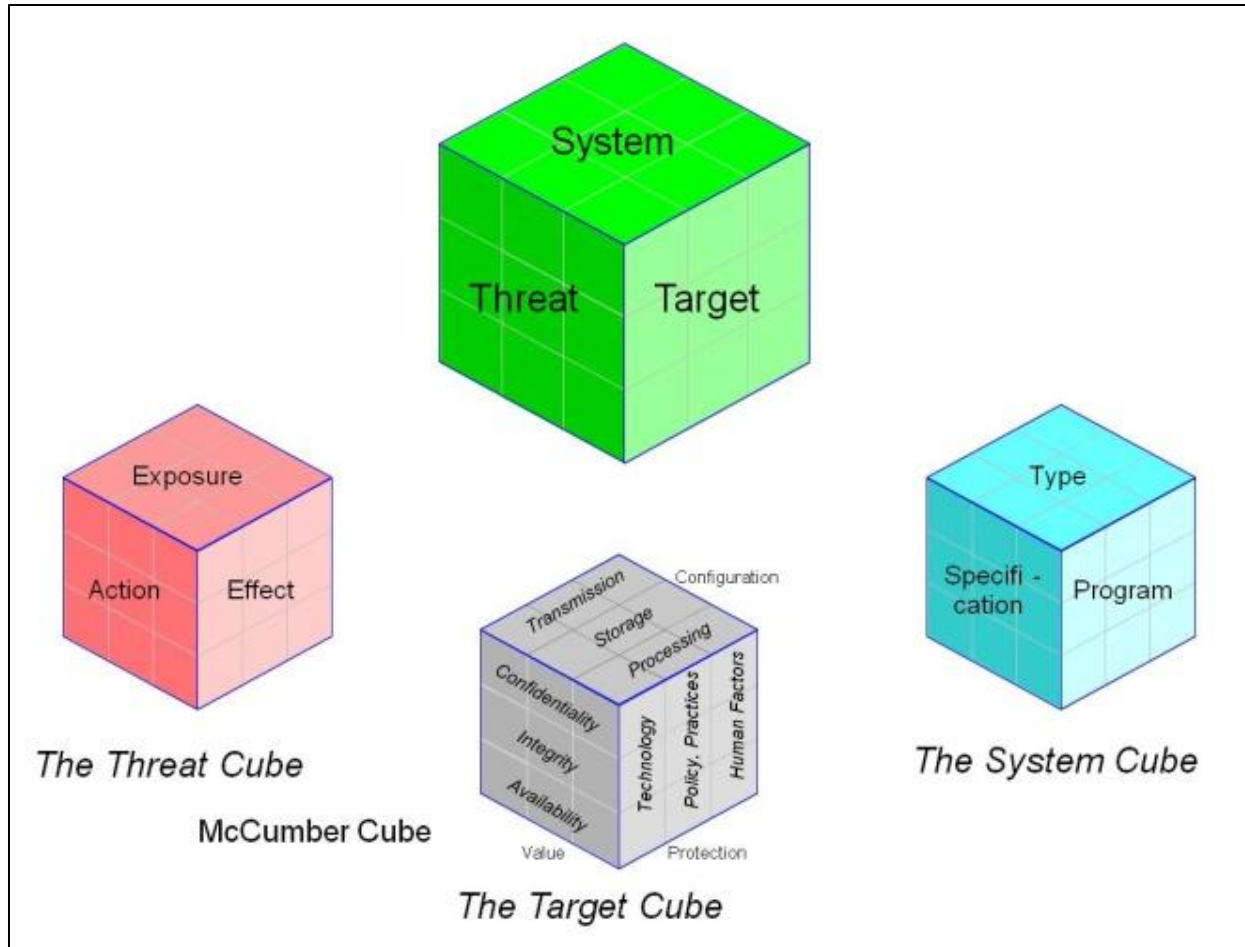 System
Threat
Target
Exposure
Action
Effect
The Threat Cube
Type
Specifi -
cation
Program
The System Cube
Transmission
Storage
Processing
Configuration
Confidentiality
Integrity
Availability
Technology
Policy, Practices
Human Factors
McCumber Cube
Value
Protection
The Target Cube